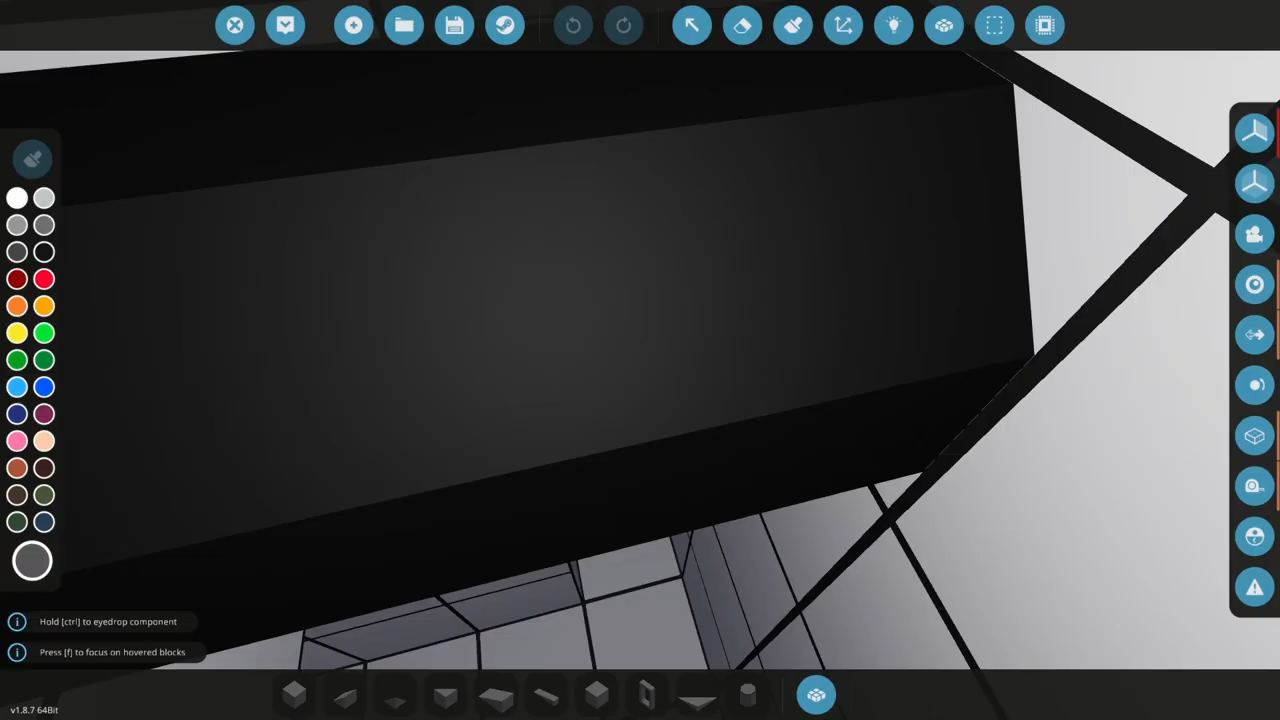 Hold [ctrl] to eyedrop component
Press [f] to focus on hovered blocks
v1.8.7 64Bit